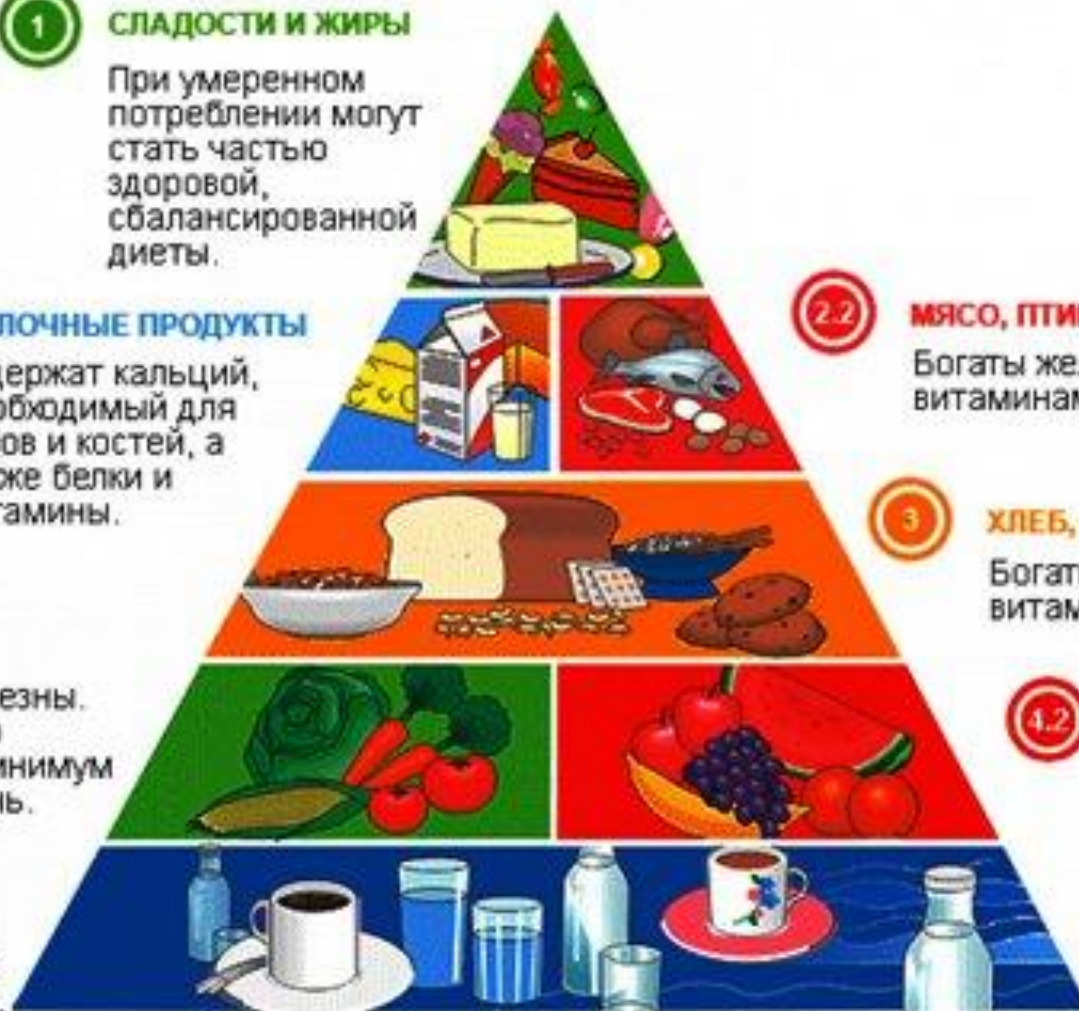 1
СЛАДОСТИ И ЖИРЫ
При умеренном
потреблении могут
стать частью
здоровой,
сбалансированной
диеты.
ЛОЧНЫЕ ПРОДУКТЫ
держат кальций,
обходимый для
ов и костей, а
же белки и
тамины.
2.2
МЯСО, ПТИ
Богаты же
витаминам
3
ХЛЕБ,
Богат
витам
езны.
инимум
ь.
4.2